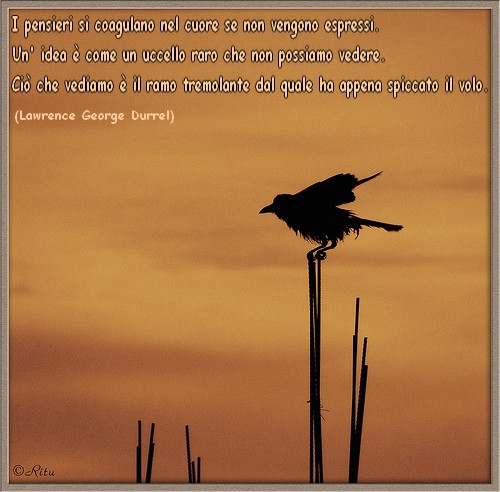 I pensieri si coagulano nel cuore se non vengono espressi.
Un' idea è come un uccello raro che non possiamo vedere.
Ciò che vediamo è il ramo tremolante dal quale ha appena spiccato il volo.
(Lawrence George Durrel)
©Ritu